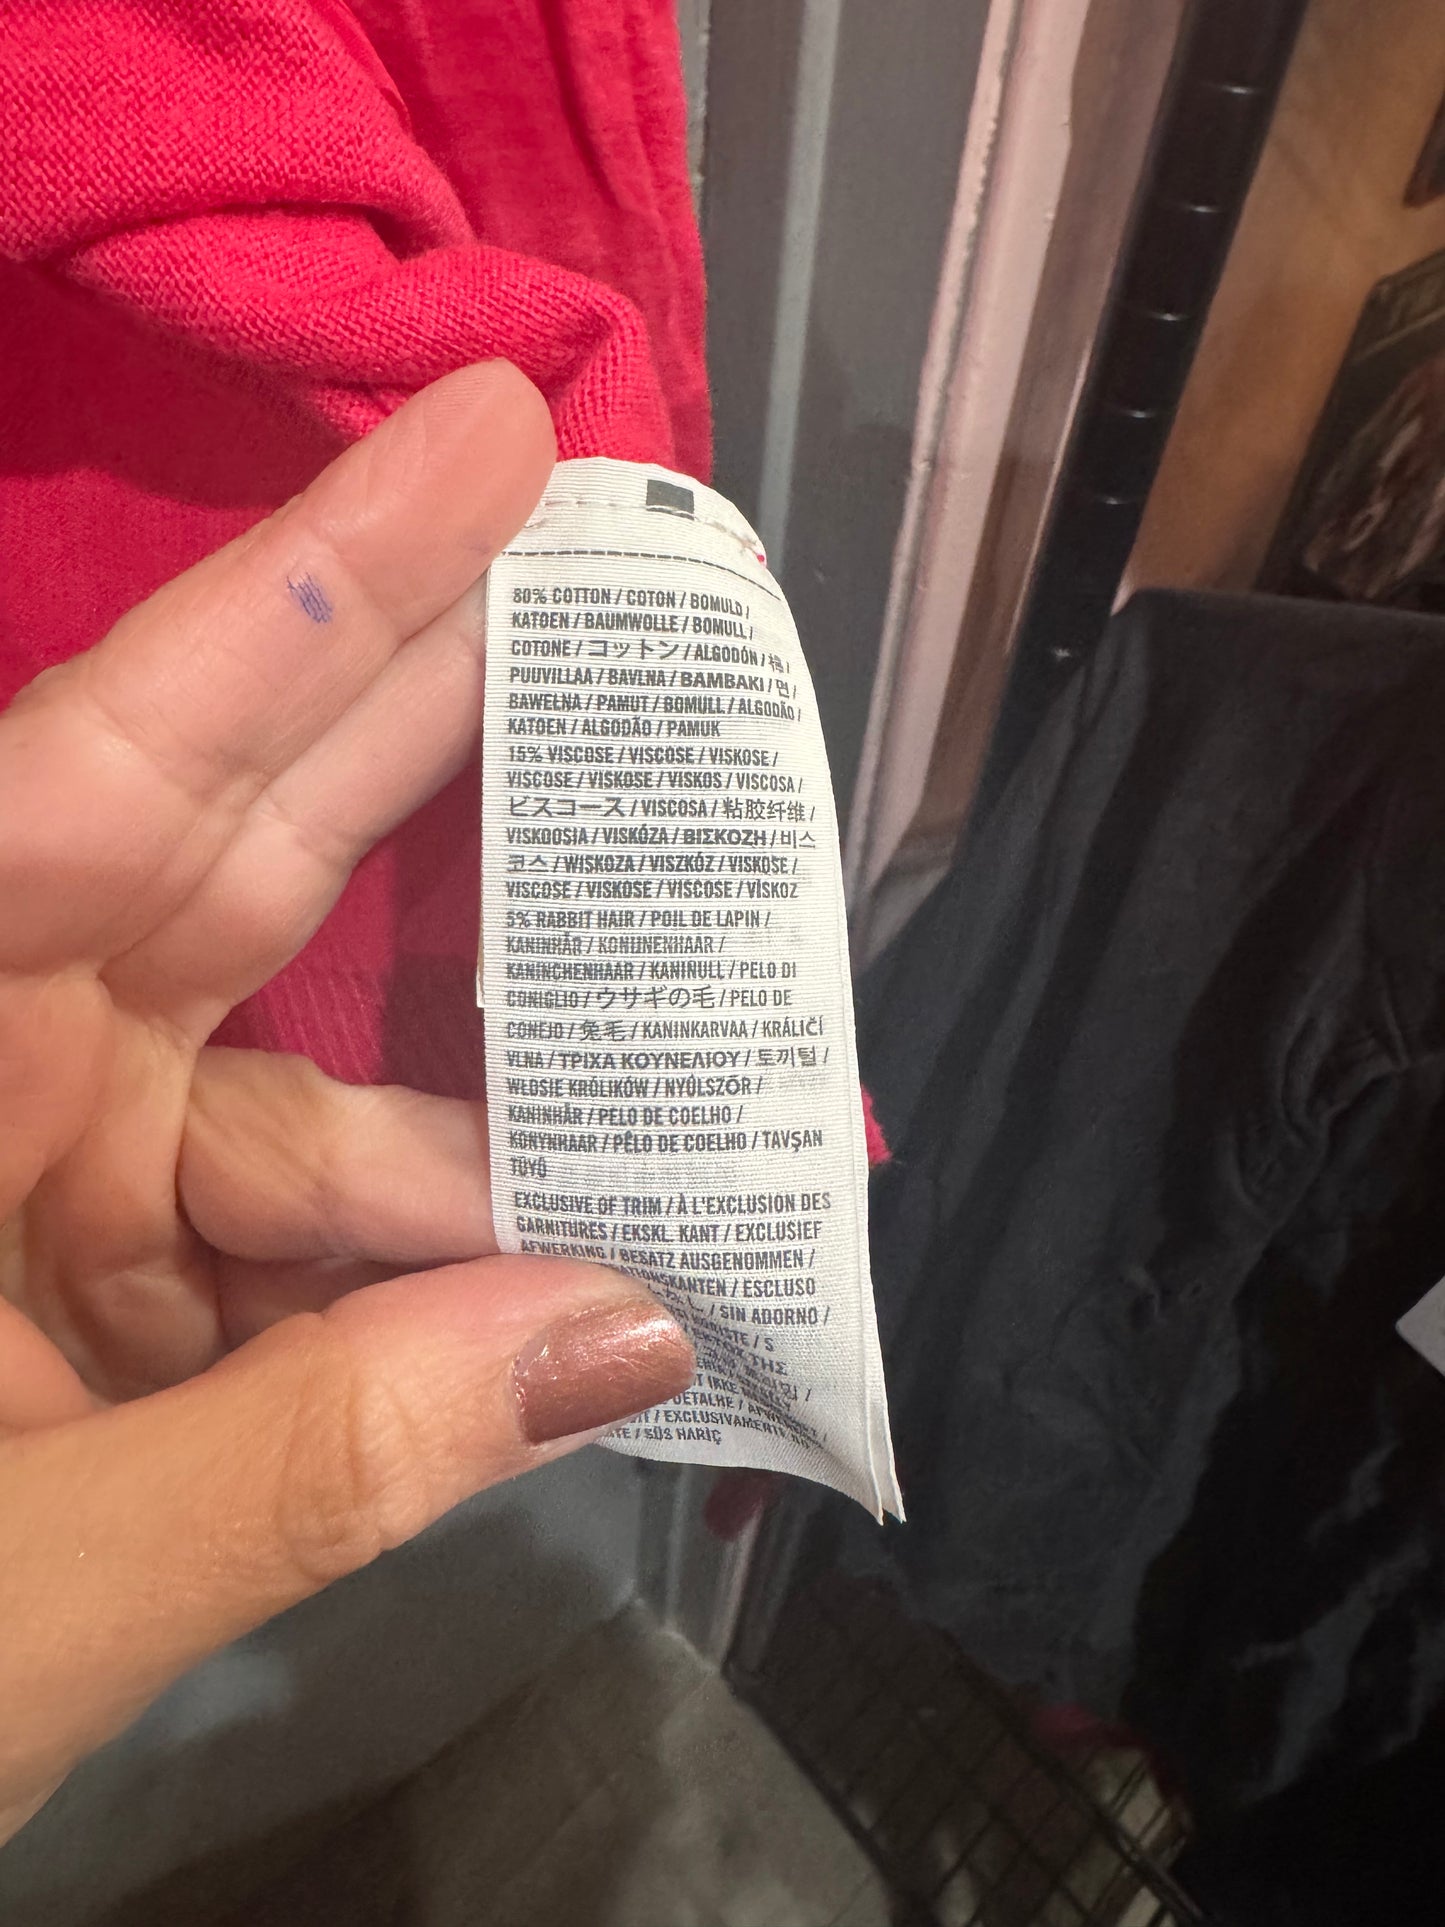 80% COTTON / COTON / BOMULD /
KATOEN / BAUMWOLLE / BOMULL /
COTONE / コットン / ALGODÓN / 棉 /
PUUVILLAA / BAVLNA / BAMBAKI / 면 /
BAWEŁNA / PAMUT / BOMULL / ALGODÃO /
KATOEN / ALGODÃO / PAMUK
15% VISCOSE / VISCOSE / VISKOSE /
VISCOSE / VISKOSE / VISKOS / VISCOSA /
ビスコース / VISCOSA / 粘胶纤维 /
VISKOOSIA / VISKÓZA / ΒΙΣΚΟΖΗ / 비스
코스 / WISKOZA / VISZKÓZ / VISKOSE /
VISCOSE / VISKOSE / VISCOSE / VİSKOZ
5% RABBIT HAIR / POIL DE LAPIN /
KANINHÅR / KONIJNENHAAR /
KANINCHENHAAR / KANINULL / PELO DI
CONIGLIO / ウサギの毛 / PELO DE
CONEJO / 兔毛 / KANINKARVAA / KRÁLIČÍ
VLNA / ΤΡΙΧΑ ΚΟΥΝΕΛΙΟΥ / 토끼털 /
WŁOSIE KRÓLIKÓW / NYÚLSZŐR /
KANINHÅR / PELO DE COELHO /
KONYNHAAR / PÊLO DE COELHO / TAVŞAN
TÜYÜ
EXCLUSIVE OF TRIM / À L'EXCLUSION DES
GARNITURES / EKSKL. KANT / EXCLUSIEF
AFWERKING / BESATZ AUSGENOMMEN /
/ ESCLUSO
/ SIN ADORNO /
/ S
ΤΗΣ
IKKE
DETALHE /
/ EXCLUSIVAMENTE
/ SÜS HARİÇ